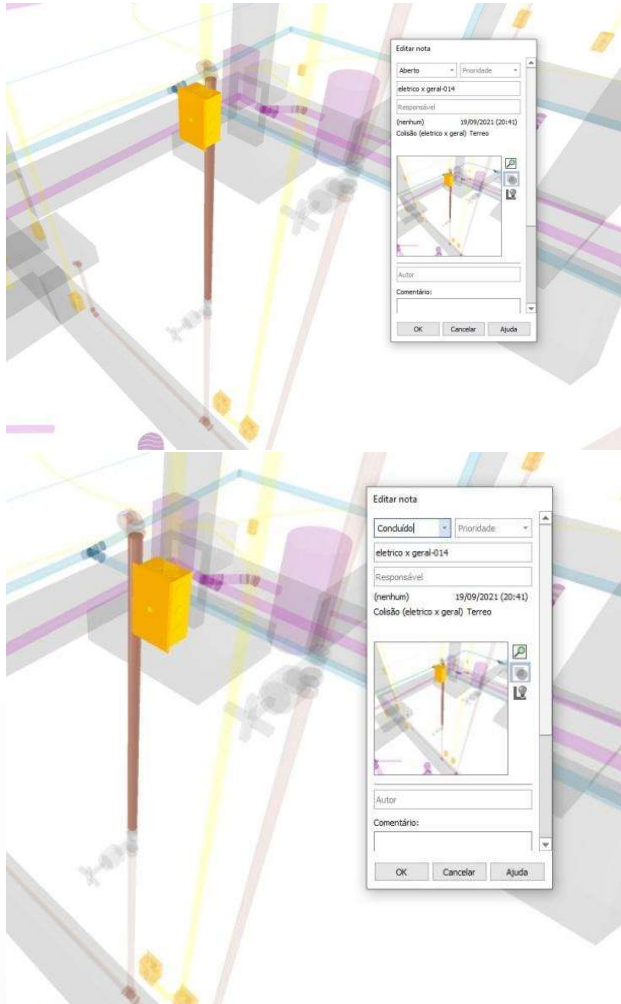 Editar nota
Aberto Prioridade
eletrico x geral-014
Responsável
(nenhum) 19/09/2021 (20:41)
Colisão (eletrico x geral) Terreo
Autor
Comentário:
OK Cancelar Ajuda
Editar nota
Concluído Prioridade
eletrico x geral-014
Responsável
(nenhum) 19/09/2021 (20:41)
Colisão (eletrico x geral) Terreo
Autor
Comentário:
OK Cancelar Ajuda